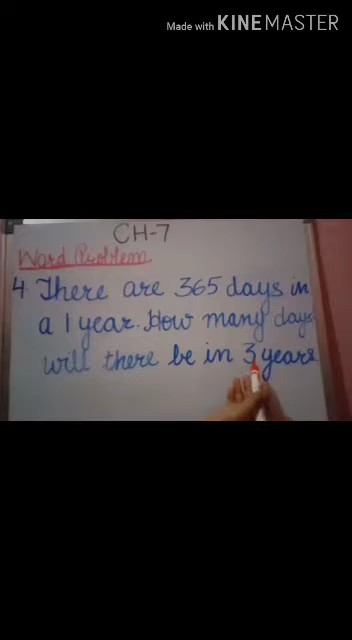 Made with KINEMASTER
CH-7
Word Problem
4 There are 365 days in
a 1 year. How many days
will there be in 3 years